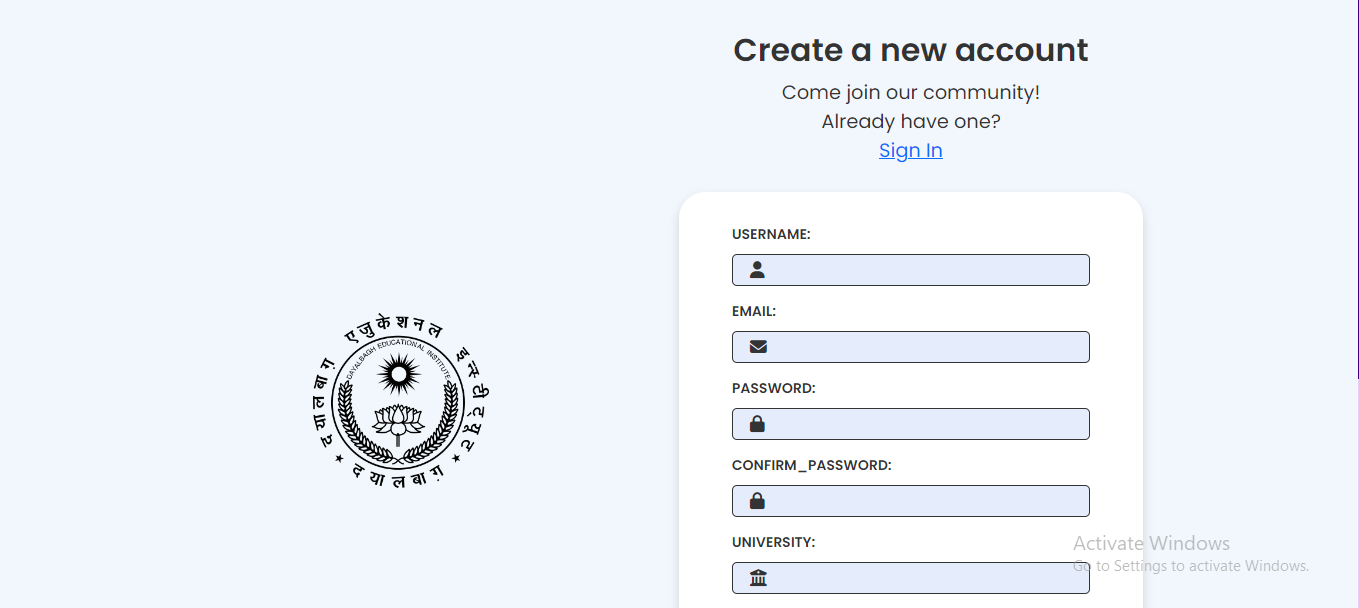 Create a new account
Come join our community!
Already have one?
Sign In
USERNAME:
EMAIL:
PASSWORD:
CONFIRM_PASSWORD:
UNIVERSITY:
दयालबाग़ एजुकेशनल इन्स्टीट्यूट
DAYALBAGH EDUCATIONAL INSTITUTE
★ दयालबाग़ ★
Activate Windows
Go to Settings to activate Windows.